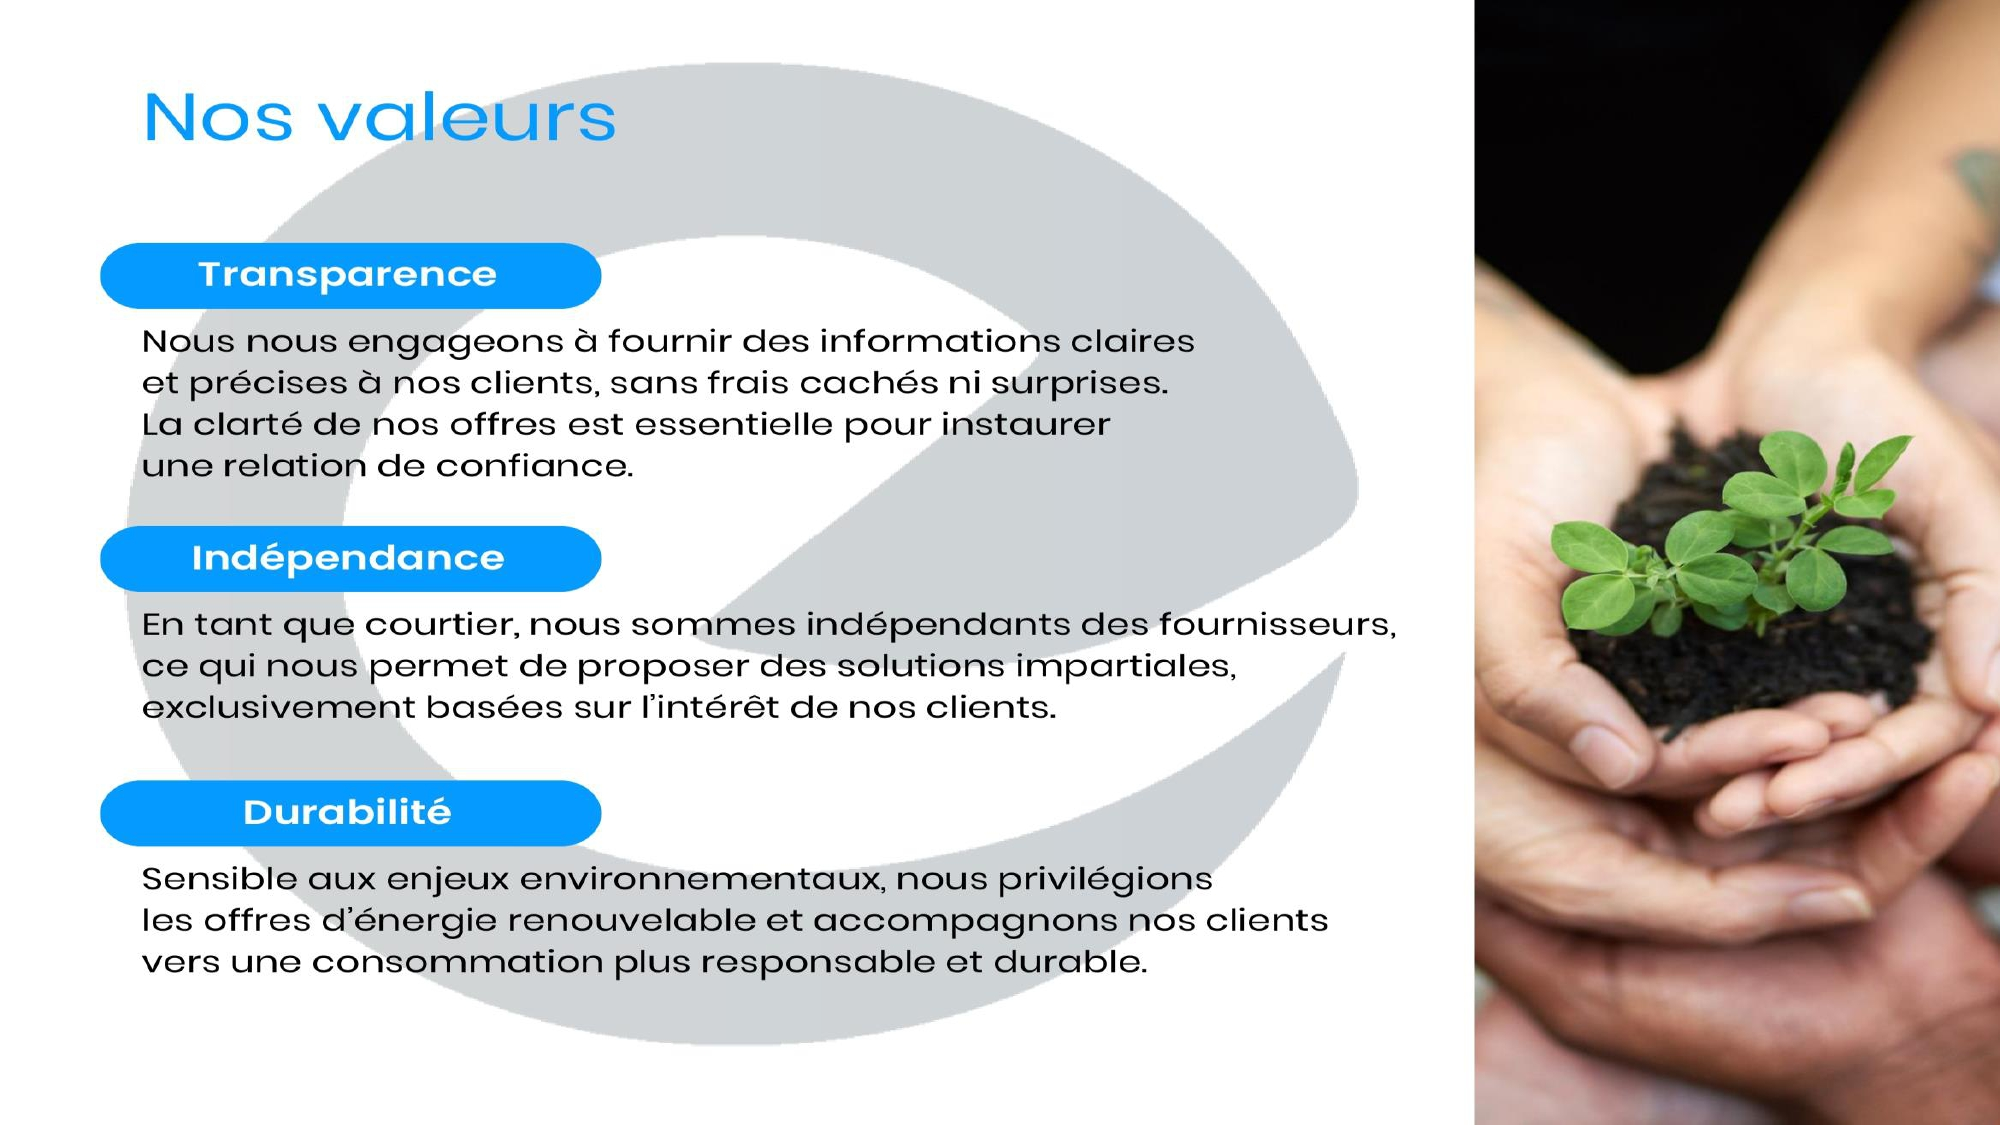 Nos valeurs
Transparence
Nous nous engageons à fournir des informations claires
et précises à nos clients, sans frais cachés ni surprises.
La clarté de nos offres est essentielle pour instaurer
une relation de confiance.
Indépendance
En tant que courtier, nous sommes indépendants des fournisseurs,
ce qui nous permet de proposer des solutions impartiales,
exclusivement basées sur l’intérêt de nos clients.
Durabilité
Sensible aux enjeux environnementaux, nous privilégions
les offres d’énergie renouvelable et accompagnons nos clients
vers une consommation plus responsable et durable.